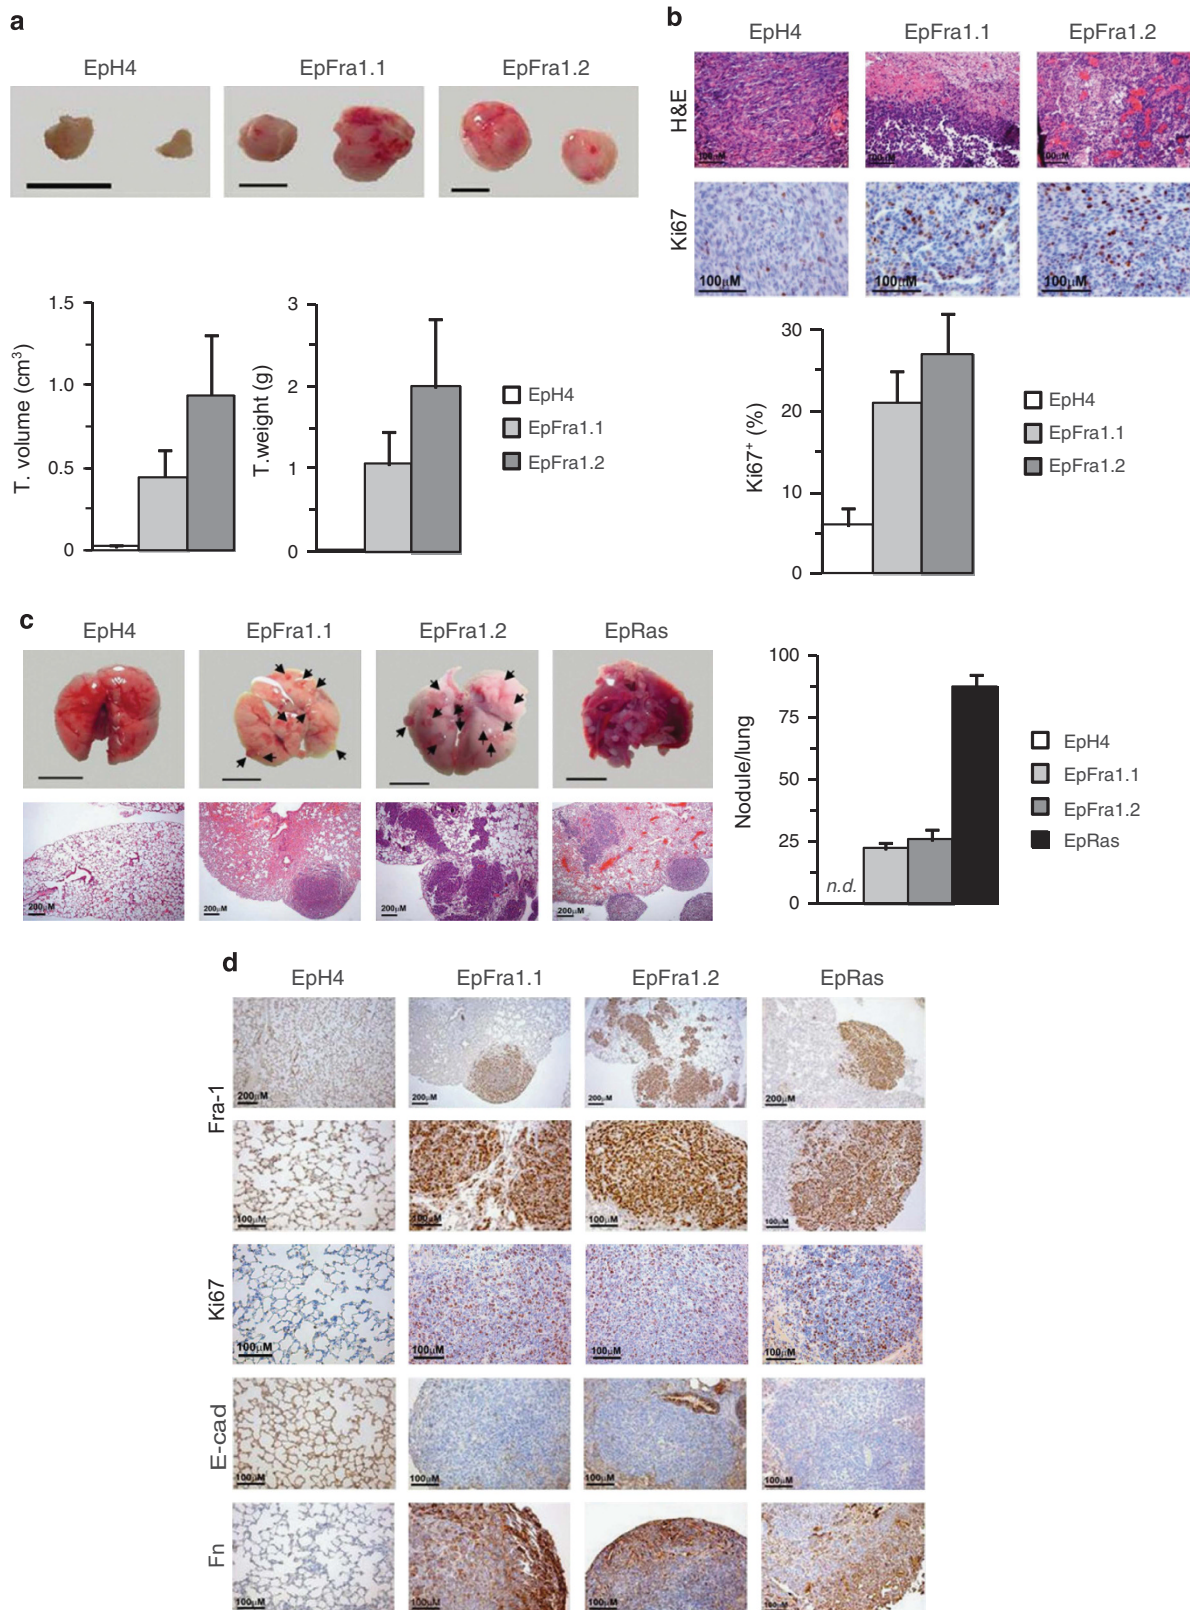 a
EpH4 EpFra1.1 EpFra1.2
T. volume (cm³)
1.5
1.0
0.5
0
T.weight (g)
3
2
1
0
EpH4
EpFra1.1
EpFra1.2
b
EpH4 EpFra1.1 EpFra1.2
H&E
100μM 100μM 100μM
Ki67
100μM 100μM 100μM
Ki67⁺ (%)
30
20
10
0
EpH4
EpFra1.1
EpFra1.2
c
EpH4 EpFra1.1 EpFra1.2 EpRas
200μM 200μM 200μM 200μM
Nodule/lung
100
75
50
25
0
n.d.
EpH4
EpFra1.1
EpFra1.2
EpRas
d
EpH4 EpFra1.1 EpFra1.2 EpRas
Fra-1
200μM 200μM 200μM 200μM
100μM 100μM 100μM 100μM
Ki67
100μM 100μM 100μM 100μM
E-cad
100μM 100μM 100μM 100μM
Fn
100μM 100μM 100μM 100μM